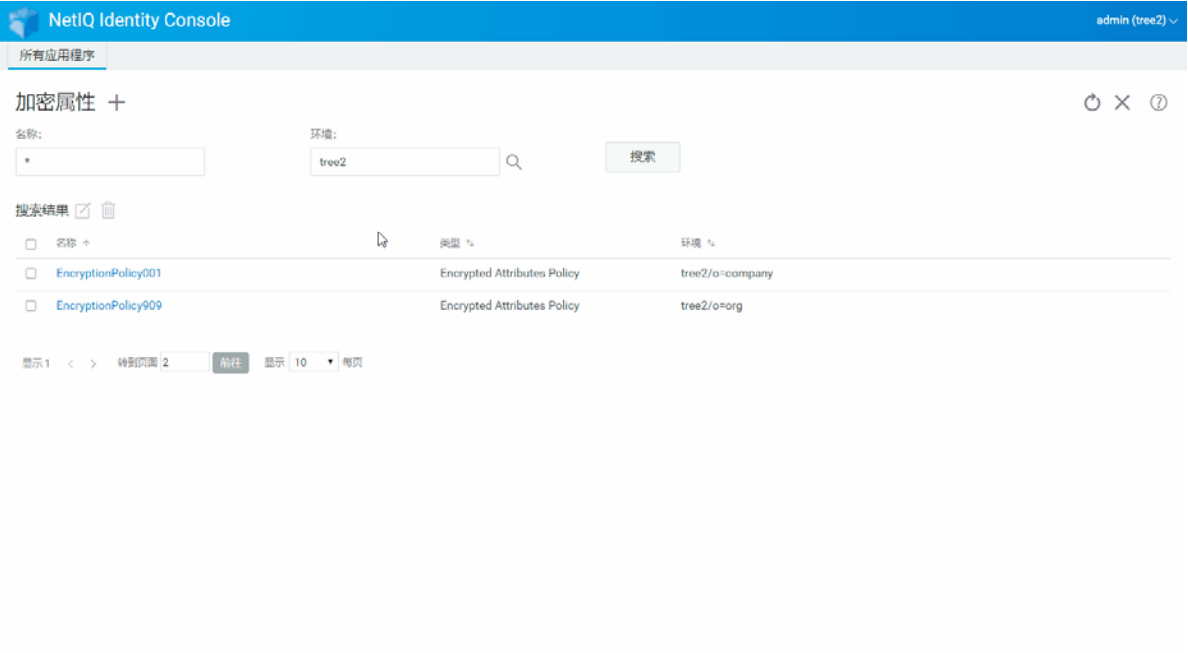 NetIQ Identity Console
admin (tree2)
所有应用程序
加密属性
名称:
环境:
*
tree2
搜索
搜索结果
名称 类型 环境
EncryptionPolicy001 Encrypted Attributes Policy tree2/o=company
EncryptionPolicy909 Encrypted Attributes Policy tree2/o=org
显示 1 < > 转到页面 2 前往 显示 10 每页